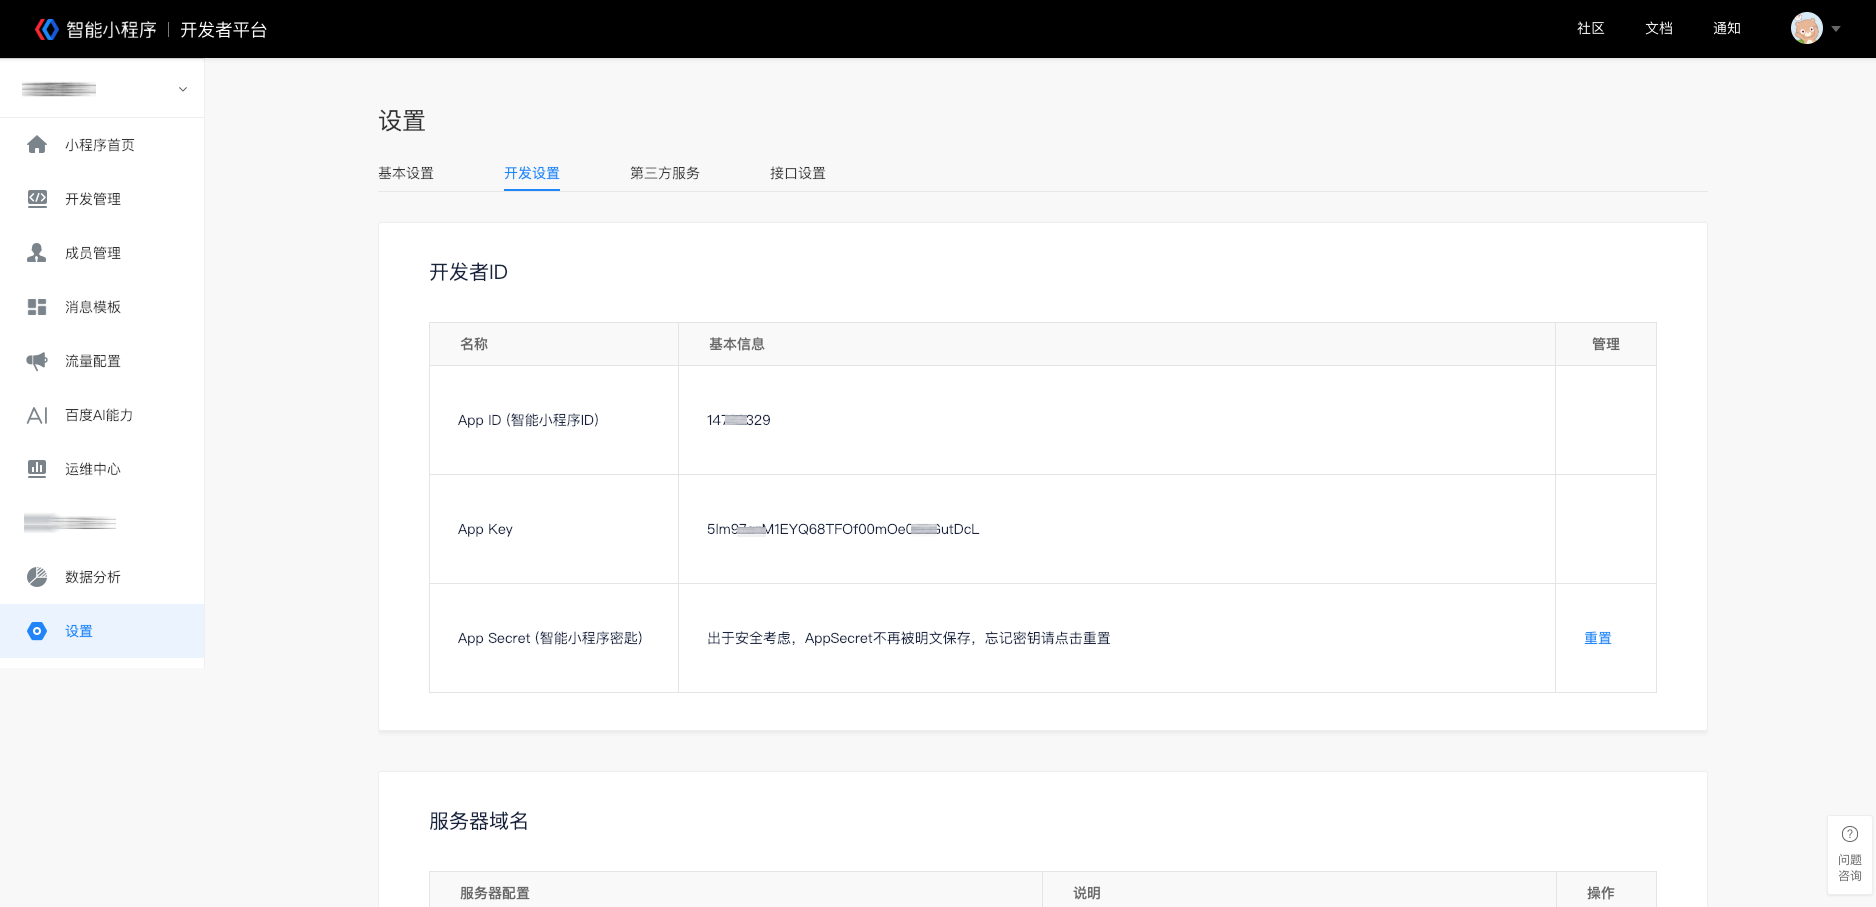 智能小程序 | 开发者平台
社区 文档 通知
小程序首页
开发管理
成员管理
消息模板
流量配置
AI 百度AI能力
运维中心
数据分析
设置
设置
基本设置 开发设置 第三方服务 接口设置
开发者ID
名称 基本信息 管理
App ID (智能小程序ID) 147 329
App Key 5Im9 M1EYQ68TFOf00mOe utDcL
App Secret (智能小程序密匙) 出于安全考虑，AppSecret不再被明文保存，忘记密钥请点击重置 重置
服务器域名
服务器配置 说明 操作
问题
咨询